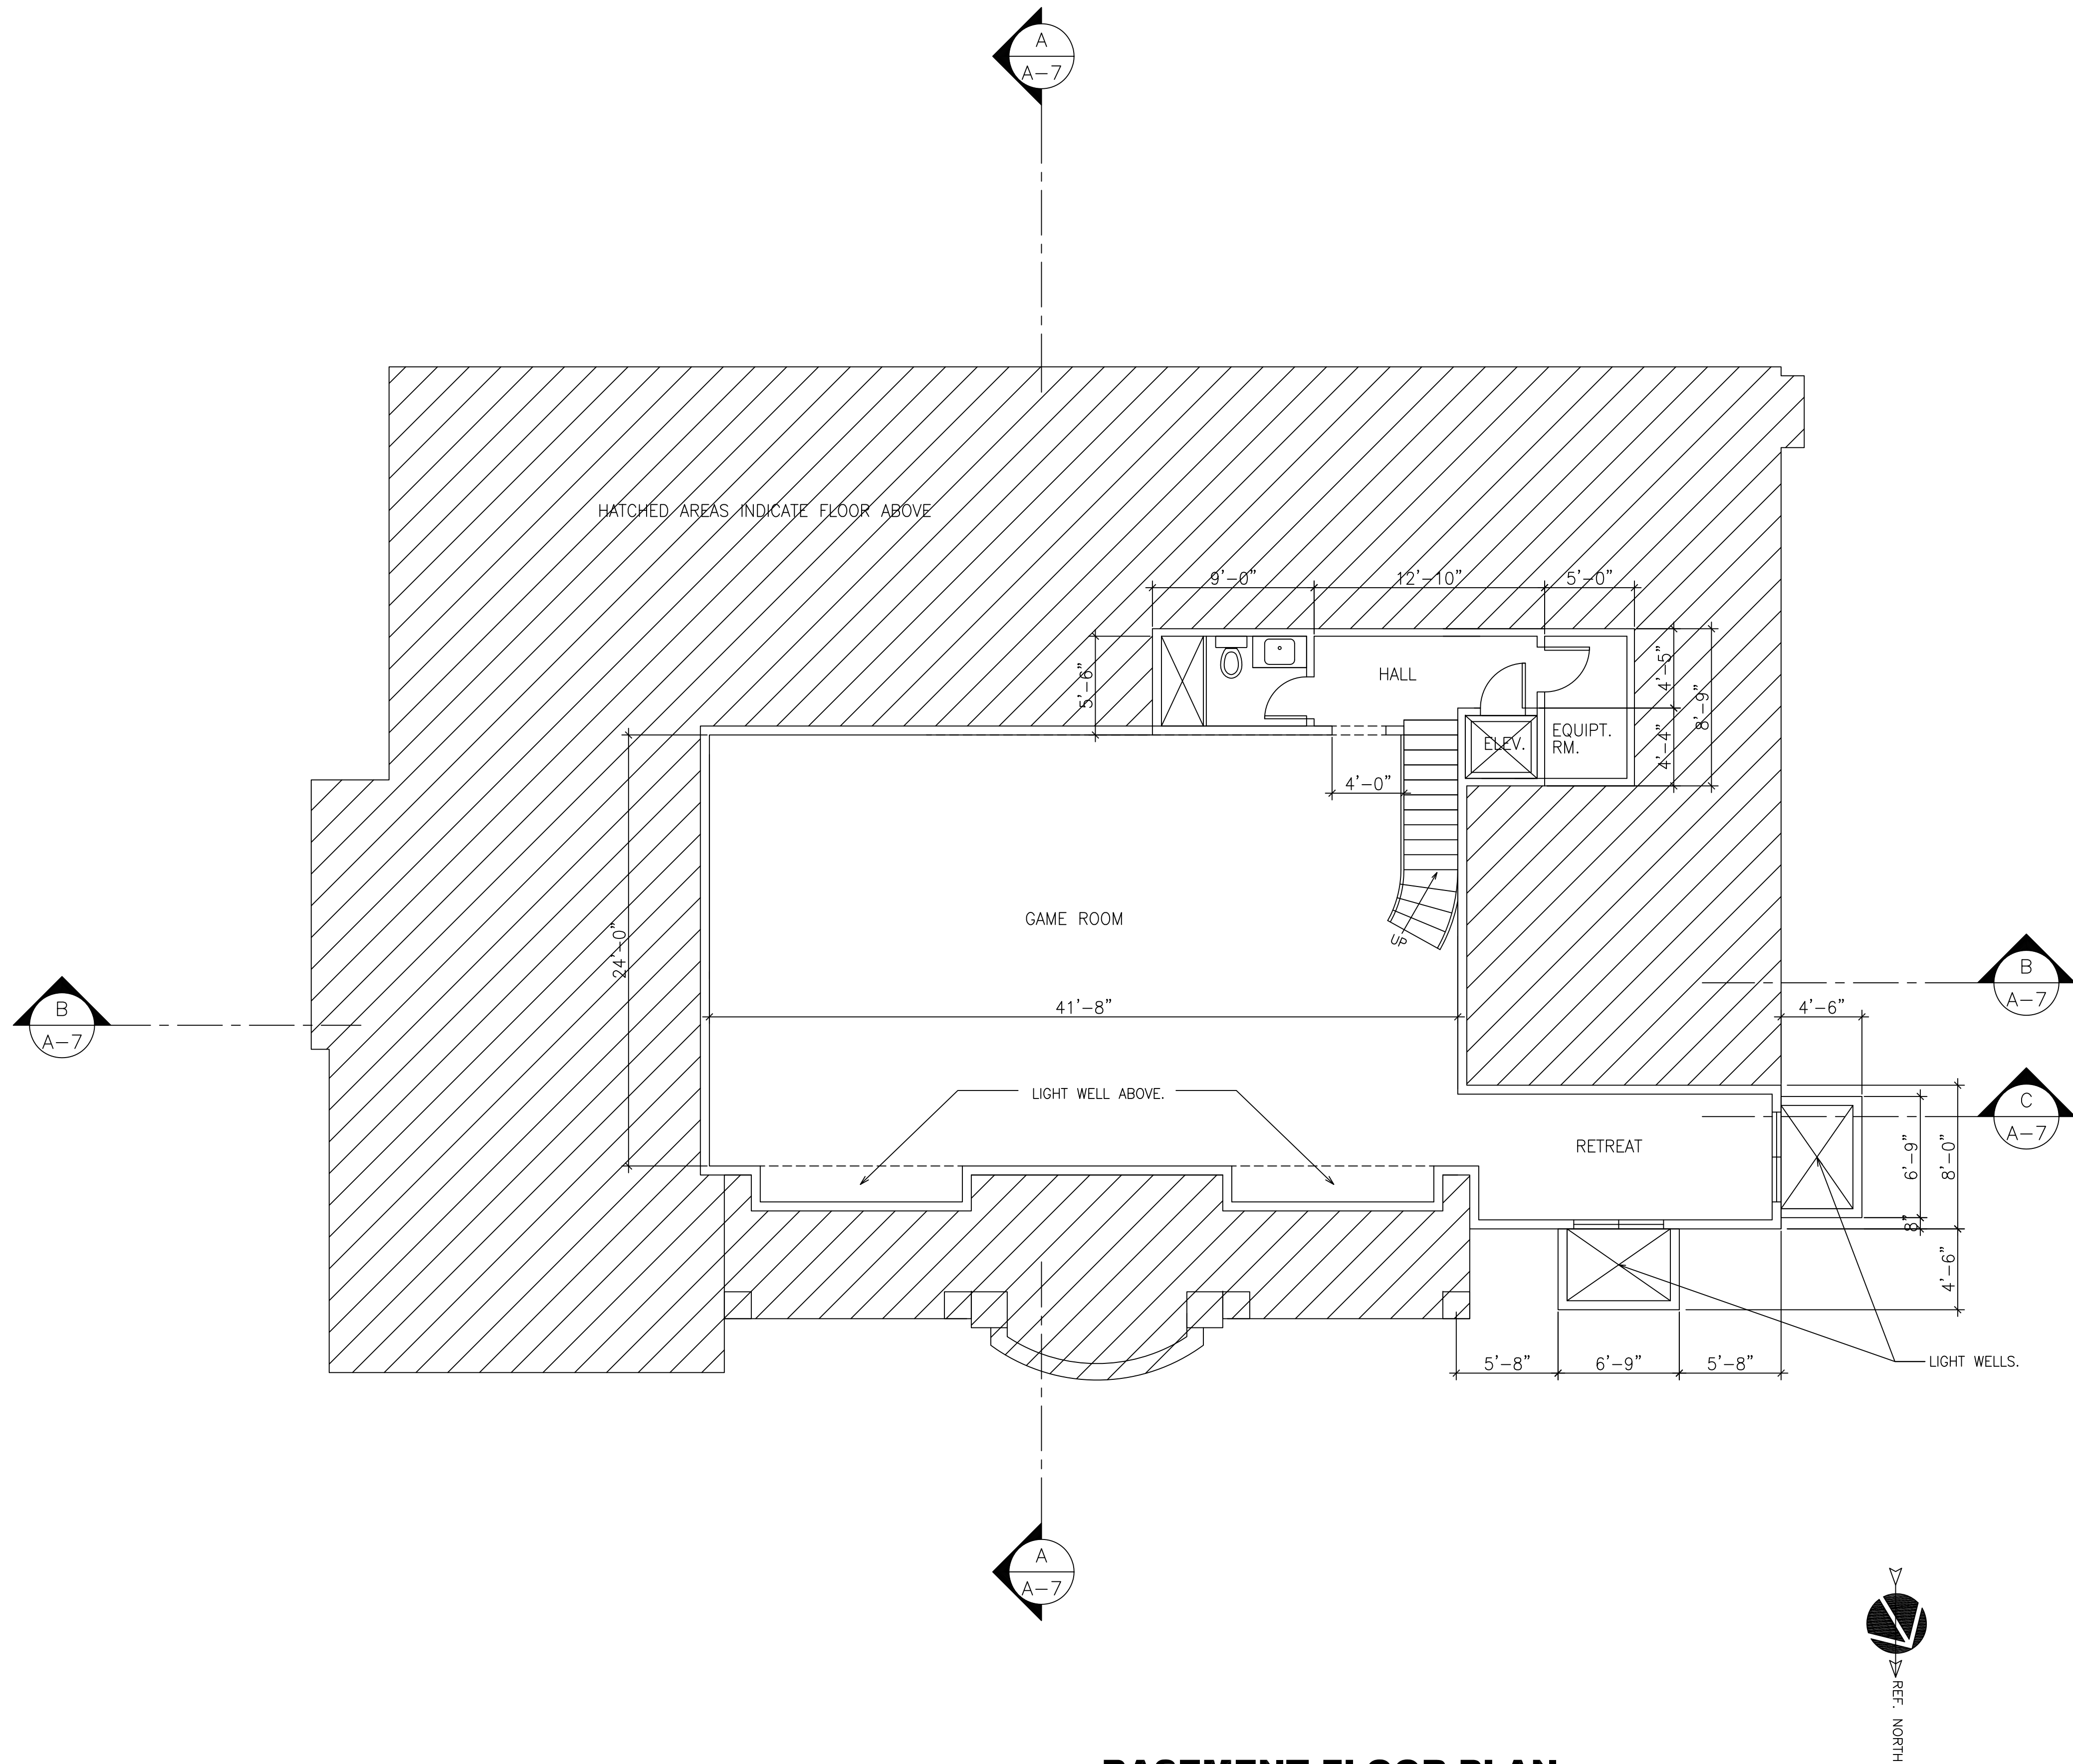 A
A-7
HATCHED AREAS INDICATE FLOOR ABOVE
9'-0"
12'-10"
5'-0"
5'-6"
HALL
4'-5"
8'-9"
ELEV.
EQUIPT.
RM.
4'-4"
4'-0"
GAME ROOM
UP
24'-0"
41'-8"
B
A-7
B
A-7
4'-6"
LIGHT WELL ABOVE.
C
A-7
RETREAT
6'-9"
8'-0"
8"
4'-6"
5'-8"
6'-9"
5'-8"
LIGHT WELLS.
A
A-7
REF. NORTH
BASEMENT FLOOR PLAN